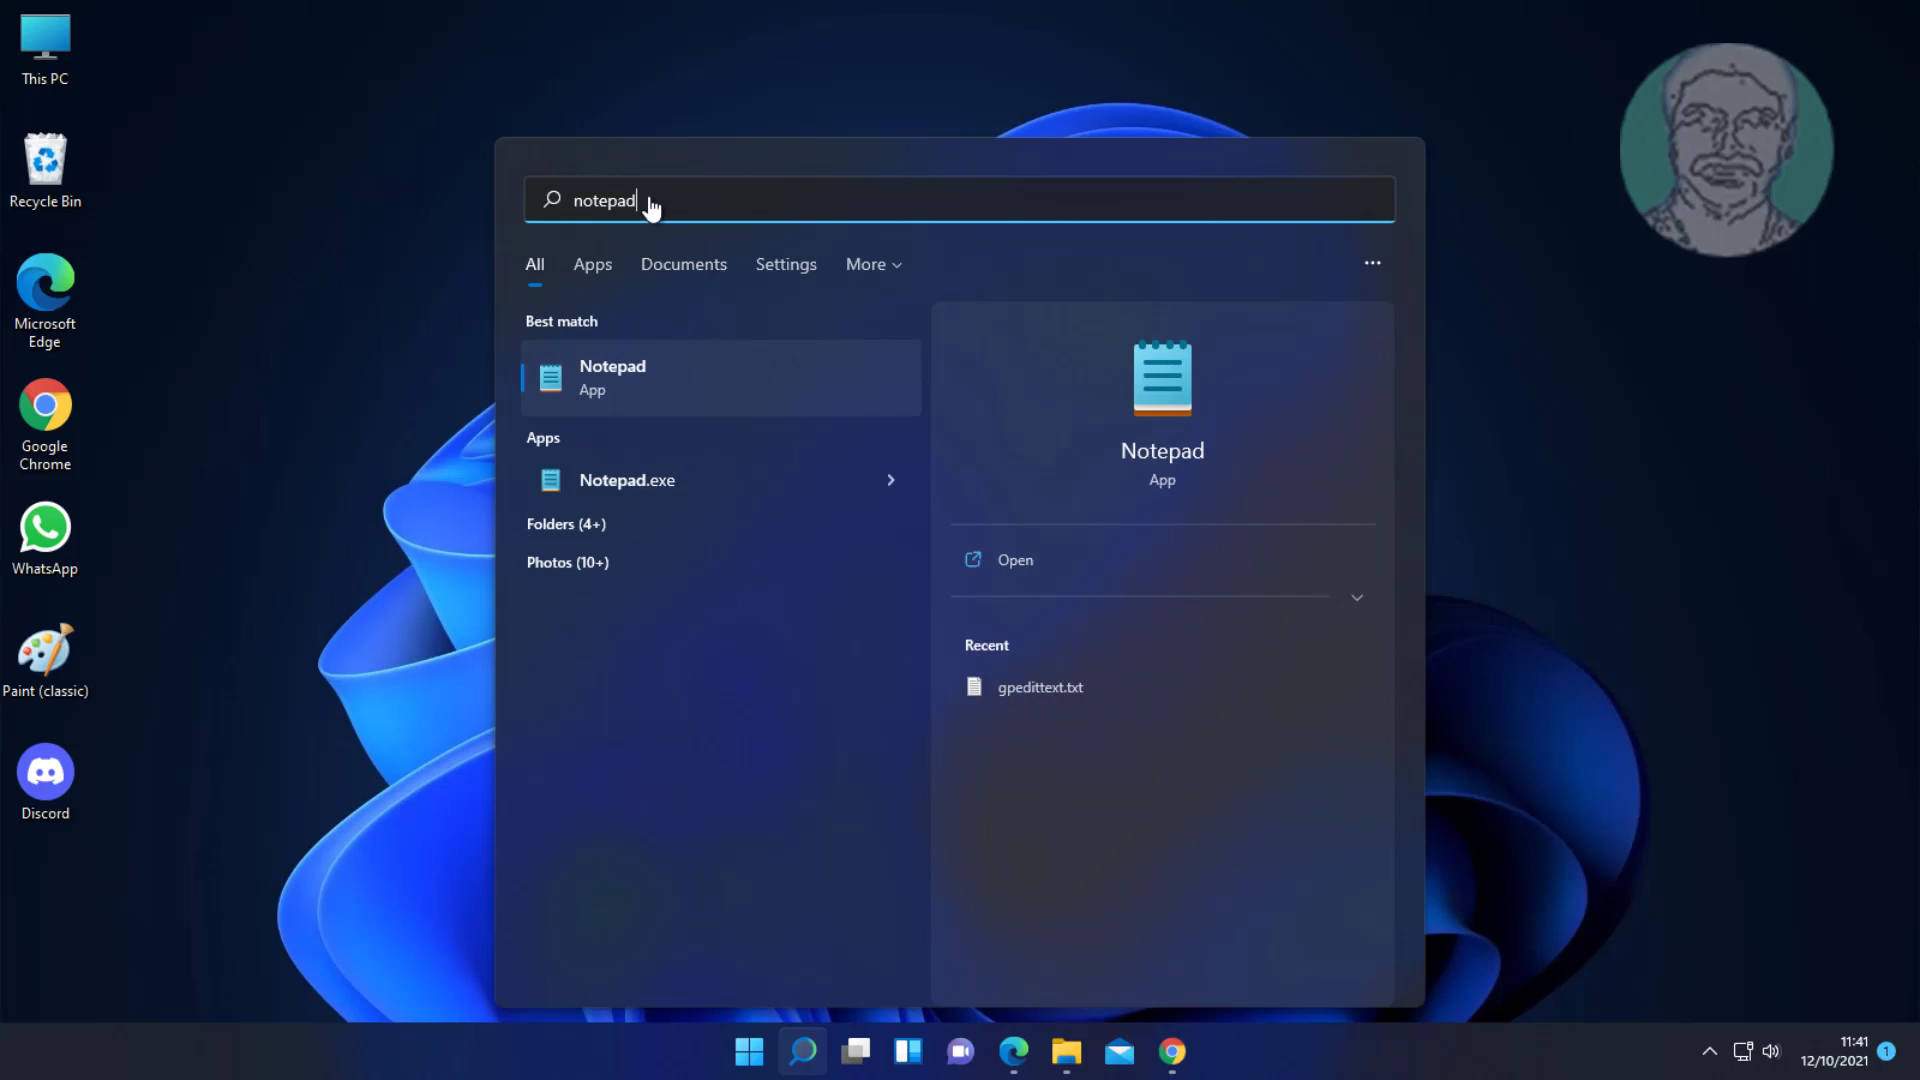 This PC
Recycle Bin
Microsoft
Edge
Google
Chrome
WhatsApp
Paint (classic)
Discord
notepad
All Apps Documents Settings More
Best match
Notepad
App
Apps
Notepad.exe
Folders (4+)
Photos (10+)
Notepad
App
Open
Recent
gpedittext.txt
11:41
12/10/2021
1